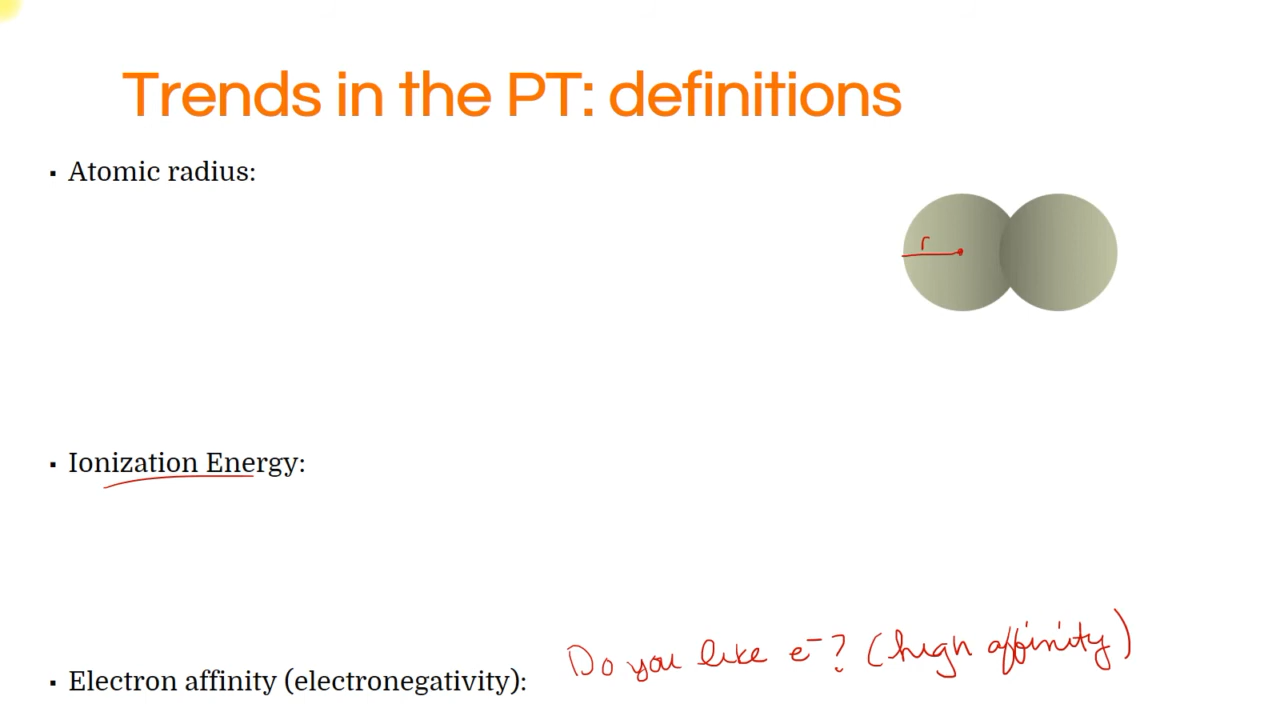 Trends in the PT: definitions
▪ Atomic radius:
r
▪ Ionization Energy:
Do you like e⁻? (high affinity)
▪ Electron affinity (electronegativity):